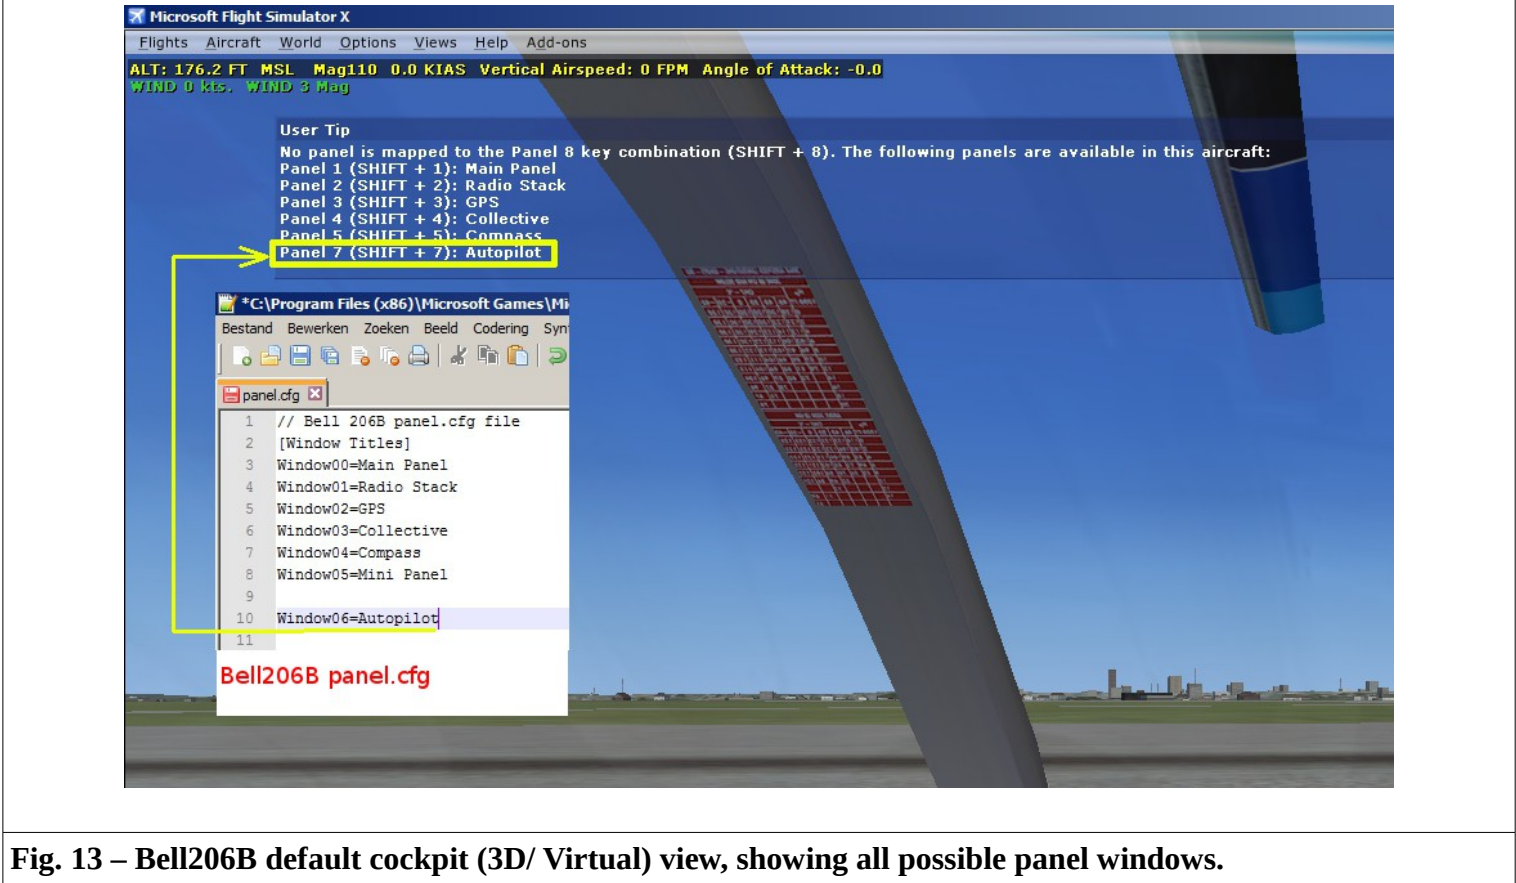 Microsoft Flight Simulator X
Flights Aircraft World Options Views Help Add-ons
ALT: 176.2 FT MSL Mag110 0.0 KIAS Vertical Airspeed: 0 FPM Angle of Attack: -0.0
WIND 0 kts. WIND 3 Mag
User Tip
No panel is mapped to the Panel 8 key combination (SHIFT + 8). The following panels are available in this aircraft:
Panel 1 (SHIFT + 1): Main Panel
Panel 2 (SHIFT + 2): Radio Stack
Panel 3 (SHIFT + 3): GPS
Panel 4 (SHIFT + 4): Collective
Panel 5 (SHIFT + 5): Compass
Panel 7 (SHIFT + 7): Autopilot
*C:\Program Files (x86)\Microsoft Games\Mi
Bestand Bewerken Zoeken Beeld Codering Syn
panel.cfg
1 // Bell 206B panel.cfg file
2 [Window Titles]
3 Window00=Main Panel
4 Window01=Radio Stack
5 Window02=GPS
6 Window03=Collective
7 Window04=Compass
8 Window05=Mini Panel
9
10 Window06=Autopilot
11
Bell206B panel.cfg
Fig. 13 – Bell206B default cockpit (3D/ Virtual) view, showing all possible panel windows.